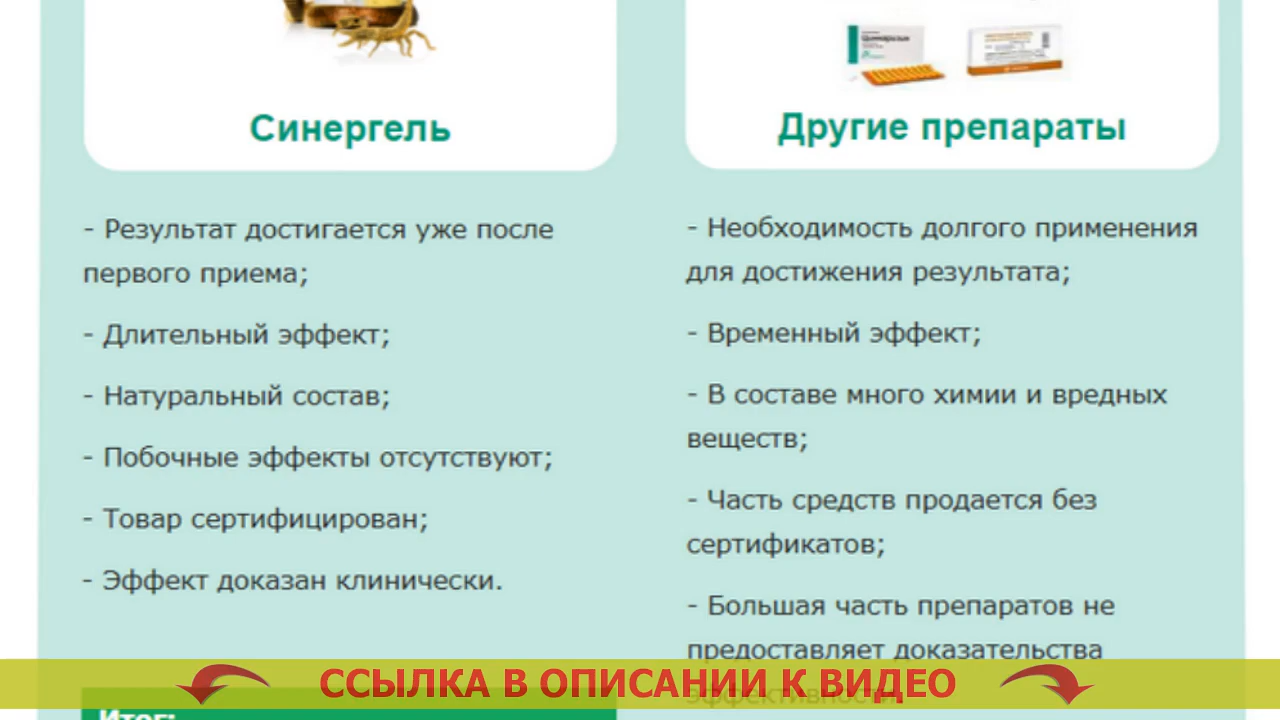 Синергель
- Результат достигается уже после
первого приема;
- Длительный эффект;
- Натуральный состав;
- Побочные эффекты отсутствуют;
- Товар сертифицирован;
- Эффект доказан клинически.
Другие препараты
- Необходимость долгого применения
для достижения результата;
- Временный эффект;
- В составе много химии и вредных
веществ;
- Часть средств продается без
сертификатов;
- Большая часть препаратов не
предоставляет доказательства
эффективности.
ССЫЛКА В ОПИСАНИИ К ВИДЕО
Итог: